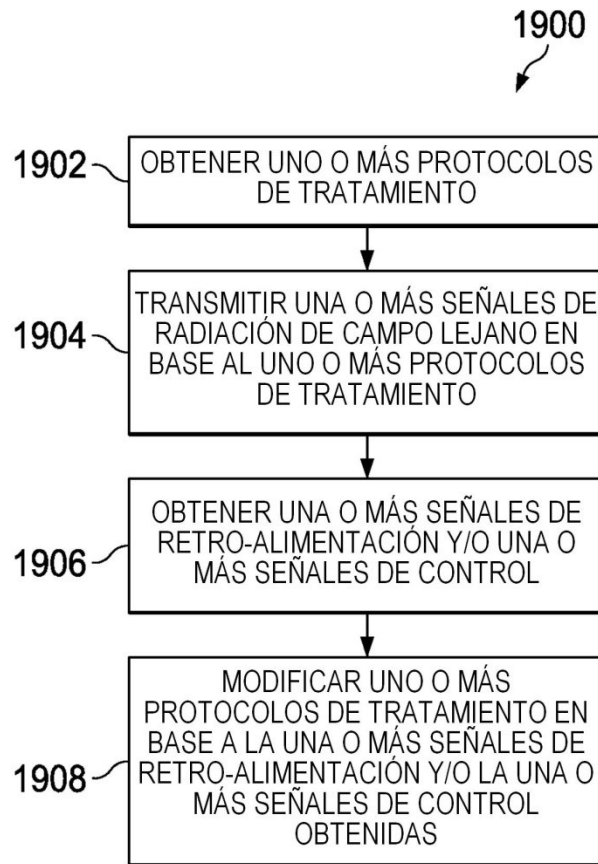 1900
1902
OBTENER UNO O MÁS PROTOCOLOS
DE TRATAMIENTO
1904
TRANSMITIR UNA O MÁS SEÑALES DE
RADIACIÓN DE CAMPO LEJANO EN
BASE AL UNO O MÁS PROTOCOLOS
DE TRATAMIENTO
1906
OBTENER UNA O MÁS SEÑALES DE
RETRO-ALIMENTACIÓN Y/O UNA O
MÁS SEÑALES DE CONTROL
1908
MODIFICAR UNO O MÁS
PROTOCOLOS DE TRATAMIENTO EN
BASE A LA UNA O MÁS SEÑALES DE
RETRO-ALIMENTACIÓN Y/O LA UNA O
MÁS SEÑALES DE CONTROL
OBTENIDAS